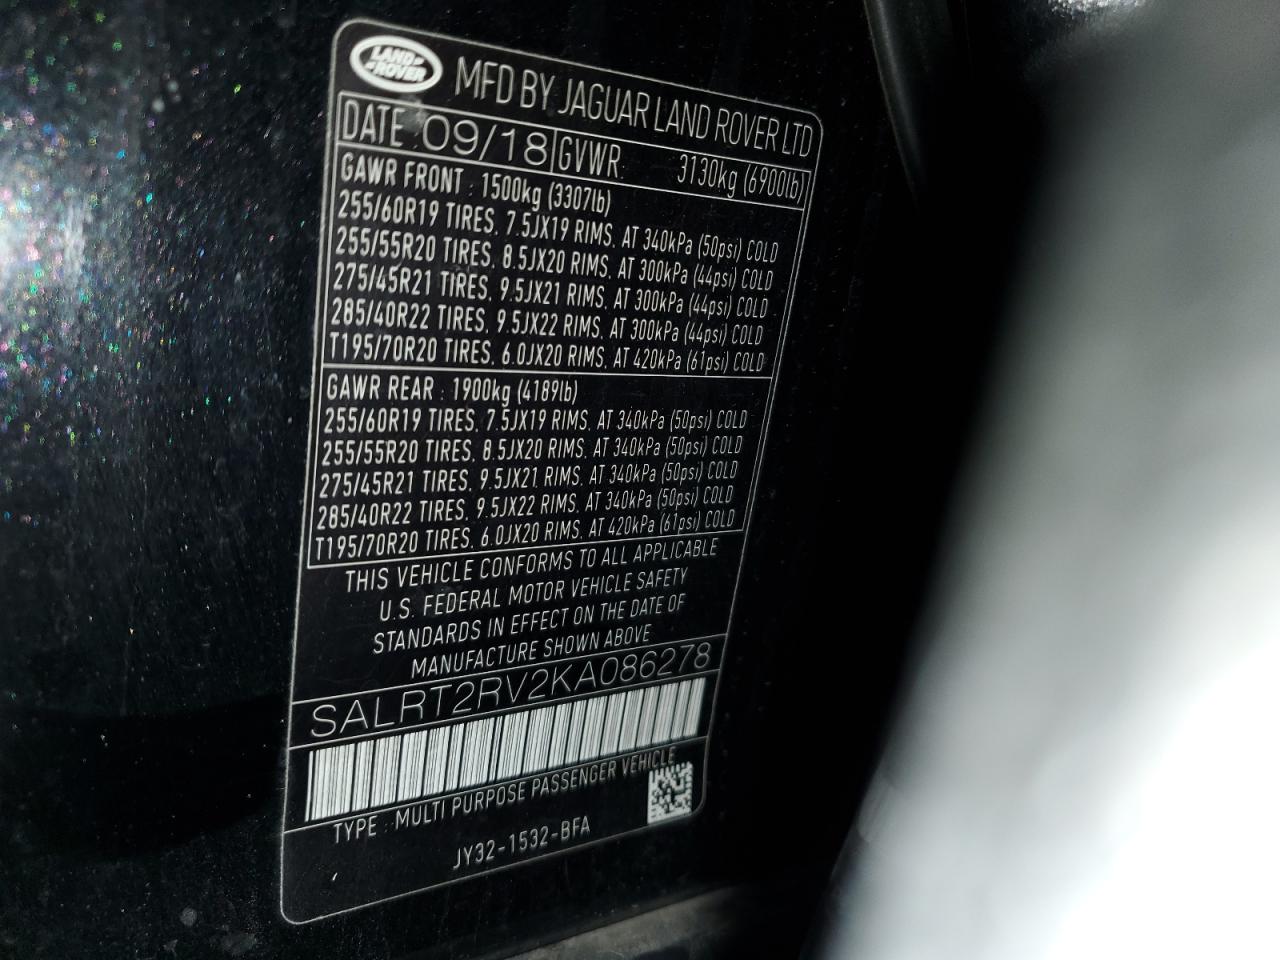 LAND ROVER MFD BY JAGUAR LAND ROVER LTD
DATE : 09/18 GVWR : 3130kg (6900lb)
GAWR FRONT : 1500kg (3307lb)
255/60R19 TIRES, 7.5JX19 RIMS, AT 340kPa (50psi) COLD
255/55R20 TIRES, 8.5JX20 RIMS, AT 300kPa (44psi) COLD
275/45R21 TIRES, 9.5JX21 RIMS, AT 300kPa (44psi) COLD
285/40R22 TIRES, 9.5JX22 RIMS, AT 300kPa (44psi) COLD
T195/70R20 TIRES, 6.0JX20 RIMS, AT 420kPa (61psi) COLD
GAWR REAR : 1900kg (4189lb)
255/60R19 TIRES, 7.5JX19 RIMS, AT 340kPa (50psi) COLD
255/55R20 TIRES, 8.5JX20 RIMS, AT 340kPa (50psi) COLD
275/45R21 TIRES, 9.5JX21 RIMS, AT 340kPa (50psi) COLD
285/40R22 TIRES, 9.5JX22 RIMS, AT 340kPa (50psi) COLD
T195/70R20 TIRES, 6.0JX20 RIMS, AT 420kPa (61psi) COLD
THIS VEHICLE CONFORMS TO ALL APPLICABLE
U.S. FEDERAL MOTOR VEHICLE SAFETY
STANDARDS IN EFFECT ON THE DATE OF
MANUFACTURE SHOWN ABOVE
SALRT2RV2KA086278
TYPE : MULTI PURPOSE PASSENGER VEHICLE
JY32-1532-BFA